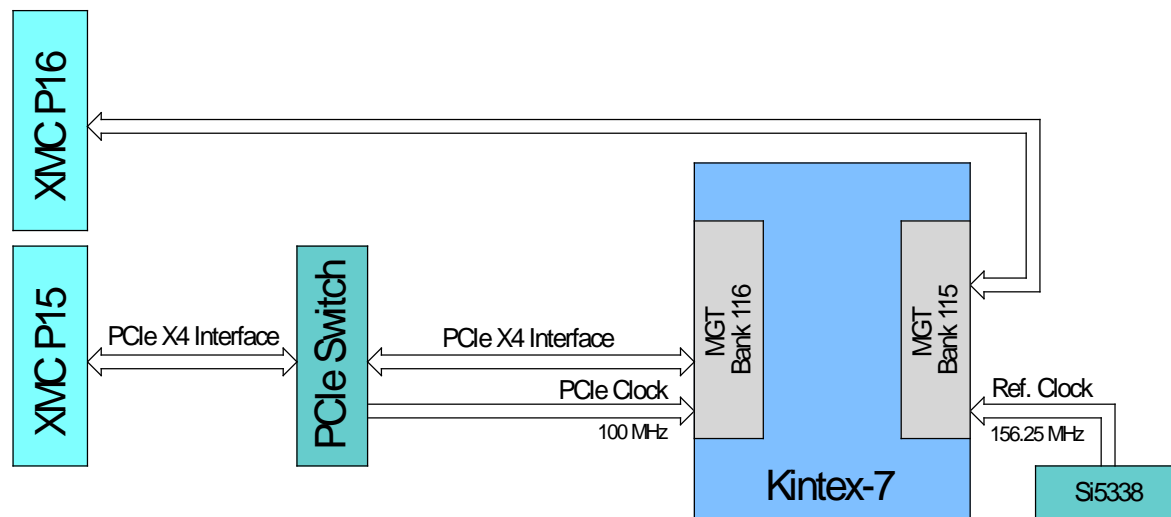 XMC P16
XMC P15
PCIe X4 Interface
PCIe Switch
PCIe X4 Interface
PCIe Clock
100 MHz
MGT
Bank 116
MGT
Bank 115
Ref. Clock
156.25 MHz
Kintex-7
Si5338